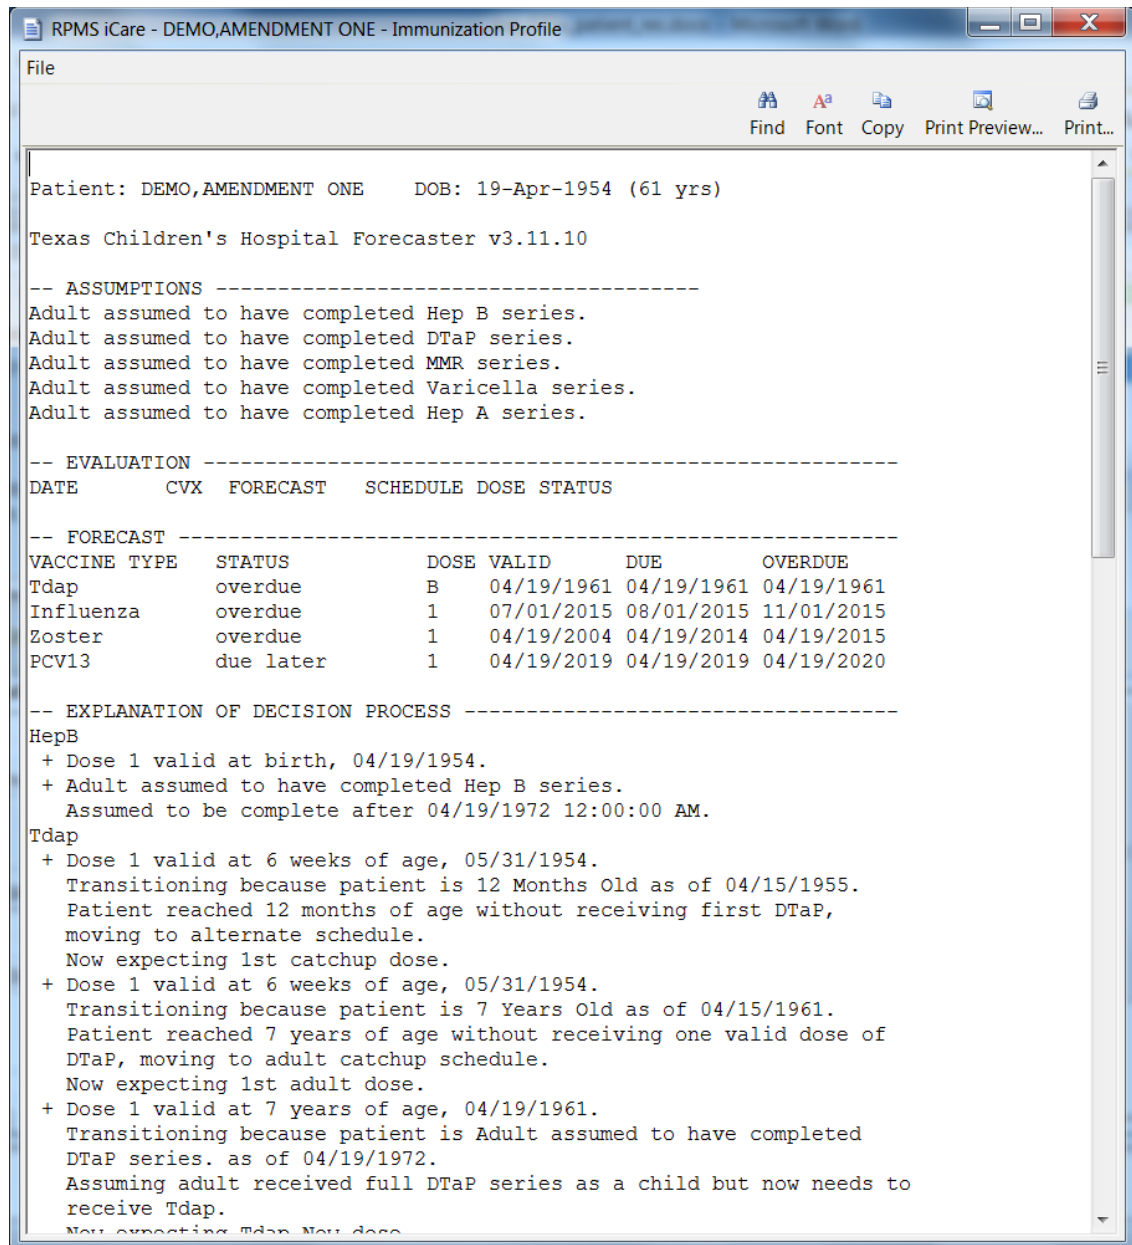 RPMS iCare - DEMO,AMENDMENT ONE - Immunization Profile
File
Find Font Copy Print Preview... Print...
Patient: DEMO,AMENDMENT ONE    DOB: 19-Apr-1954 (61 yrs)
Texas Children's Hospital Forecaster v3.11.10
-- ASSUMPTIONS ---------------------------------------
Adult assumed to have completed Hep B series.
Adult assumed to have completed DTaP series.
Adult assumed to have completed MMR series.
Adult assumed to have completed Varicella series.
Adult assumed to have completed Hep A series.
-- EVALUATION --------------------------------------------------------
DATE       CVX  FORECAST   SCHEDULE DOSE STATUS
-- FORECAST ----------------------------------------------------------
VACCINE TYPE   STATUS           DOSE VALID      DUE        OVERDUE
Tdap           overdue          B    04/19/1961 04/19/1961 04/19/1961
Influenza      overdue          1    07/01/2015 08/01/2015 11/01/2015
Zoster         overdue          1    04/19/2004 04/19/2014 04/19/2015
PCV13          due later        1    04/19/2019 04/19/2019 04/19/2020
-- EXPLANATION OF DECISION PROCESS -----------------------------------
HepB
 + Dose 1 valid at birth, 04/19/1954.
 + Adult assumed to have completed Hep B series.
   Assumed to be complete after 04/19/1972 12:00:00 AM.
Tdap
 + Dose 1 valid at 6 weeks of age, 05/31/1954.
   Transitioning because patient is 12 Months Old as of 04/15/1955.
   Patient reached 12 months of age without receiving first DTaP,
   moving to alternate schedule.
   Now expecting 1st catchup dose.
 + Dose 1 valid at 6 weeks of age, 05/31/1954.
   Transitioning because patient is 7 Years Old as of 04/15/1961.
   Patient reached 7 years of age without receiving one valid dose of
   DTaP, moving to adult catchup schedule.
   Now expecting 1st adult dose.
 + Dose 1 valid at 7 years of age, 04/19/1961.
   Transitioning because patient is Adult assumed to have completed
   DTaP series. as of 04/19/1972.
   Assuming adult received full DTaP series as a child but now needs to
   receive Tdap.
   Now expecting Tdap Now dose